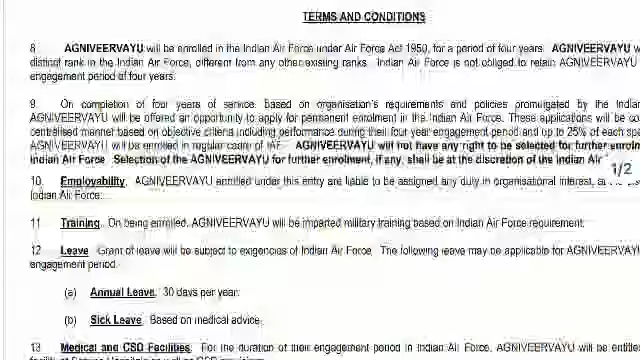 TERMS AND CONDITIONS
8 AGNIVEERVAYU will be enrolled in the Indian Air Force under Air Force Act 1950, for a period of four years. AGNIVEERVAYU
distinct rank in the Indian Air Force, different from any other existing ranks. Indian Air Force is not obliged to retain AGNIVEERVAYU
engagement period of four years.
9. On completion of four years of service. Based on organisation's requirements and policies promulgated by the
AGNIVEERVAYU will be offered an opportunity to apply for permanent enrolment in the Indian Air Force. These applications will be
centralised manner based on objective criteria including performance during their four year engagement period and up to 25% of each
AGNIVEERVAYU will be enrolled in regular cadre of IAF. AGNIVEERVAYU will not have any right to be selected for further
Indian Air Force Selection of the AGNIVEERVAYU for further enrolment, if any, shall be at the discretion of the Indian Air
1/2
10. Employability. AGNIVEERVAYU enrolled under this entry are liable to be assigned any duty in organisational interest,
Indian Air Force.
11 Training. On being enrolled, AGNIVEERVAYU will be imparted military training based on Indian Air Force requirement.
12 Leave Grant of leave will be subject to exigencies of Indian Air Force. The following leave may be applicable for
engagement period.
(a) Annual Leave. 30 days per year.
(b) Sick Leave. Based on medical advice.
13 Medical and CSD Facilities. For the duration of their engagement period in Indian Air Force, AGNIVEERVAYU will be